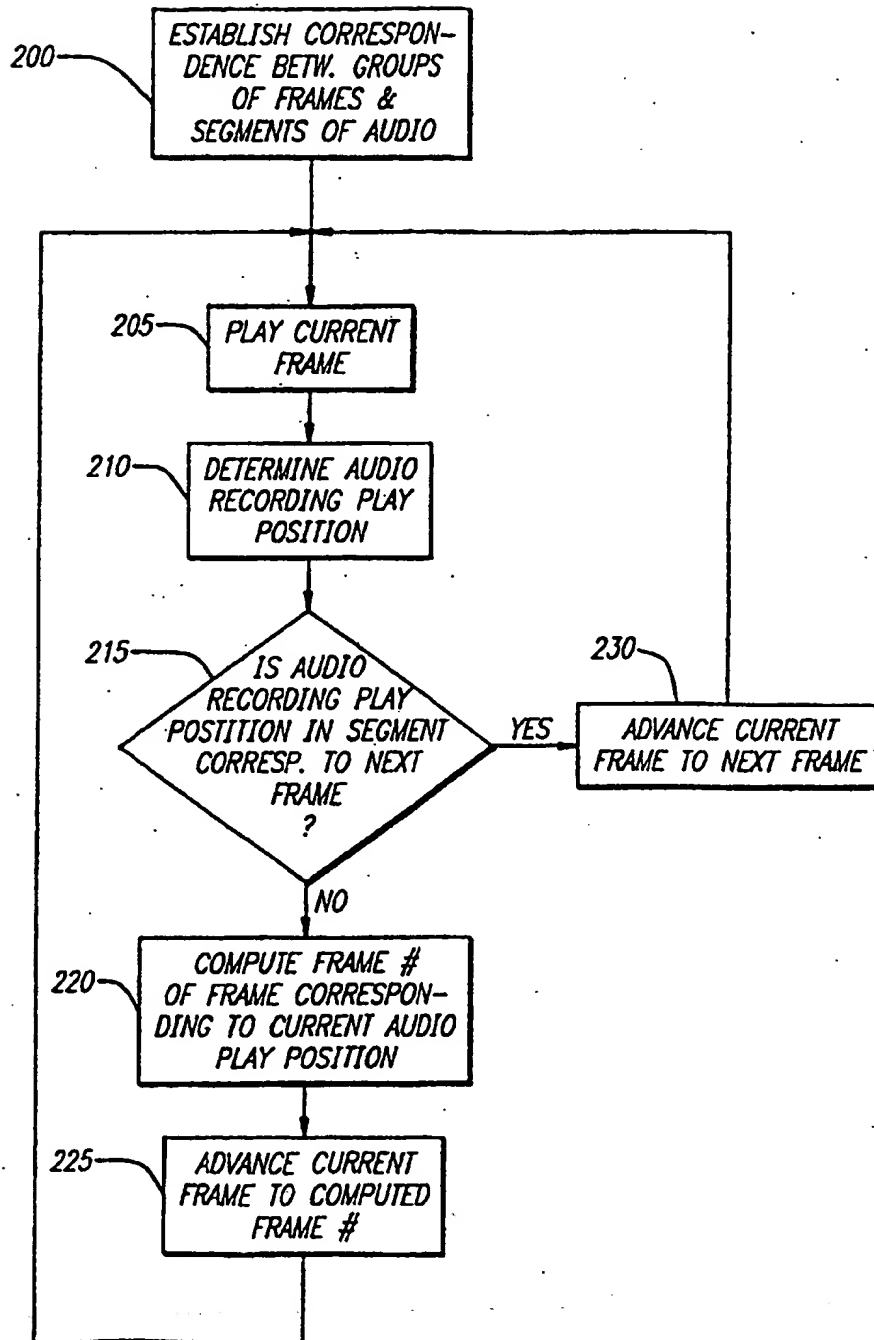 200
ESTABLISH CORRESPON-
DENCE BETW. GROUPS
OF FRAMES &
SEGMENTS OF AUDIO
205
PLAY CURRENT
FRAME
210
DETERMINE AUDIO
RECORDING PLAY
POSITION
215
IS AUDIO
RECORDING PLAY
POSTITION IN SEGMENT
CORRESP. TO NEXT
FRAME
?
YES
230
ADVANCE CURRENT
FRAME TO NEXT FRAME
NO
220
COMPUTE FRAME #
OF FRAME CORRESPON-
DING TO CURRENT AUDIO
PLAY POSITION
225
ADVANCE CURRENT
FRAME TO COMPUTED
FRAME #